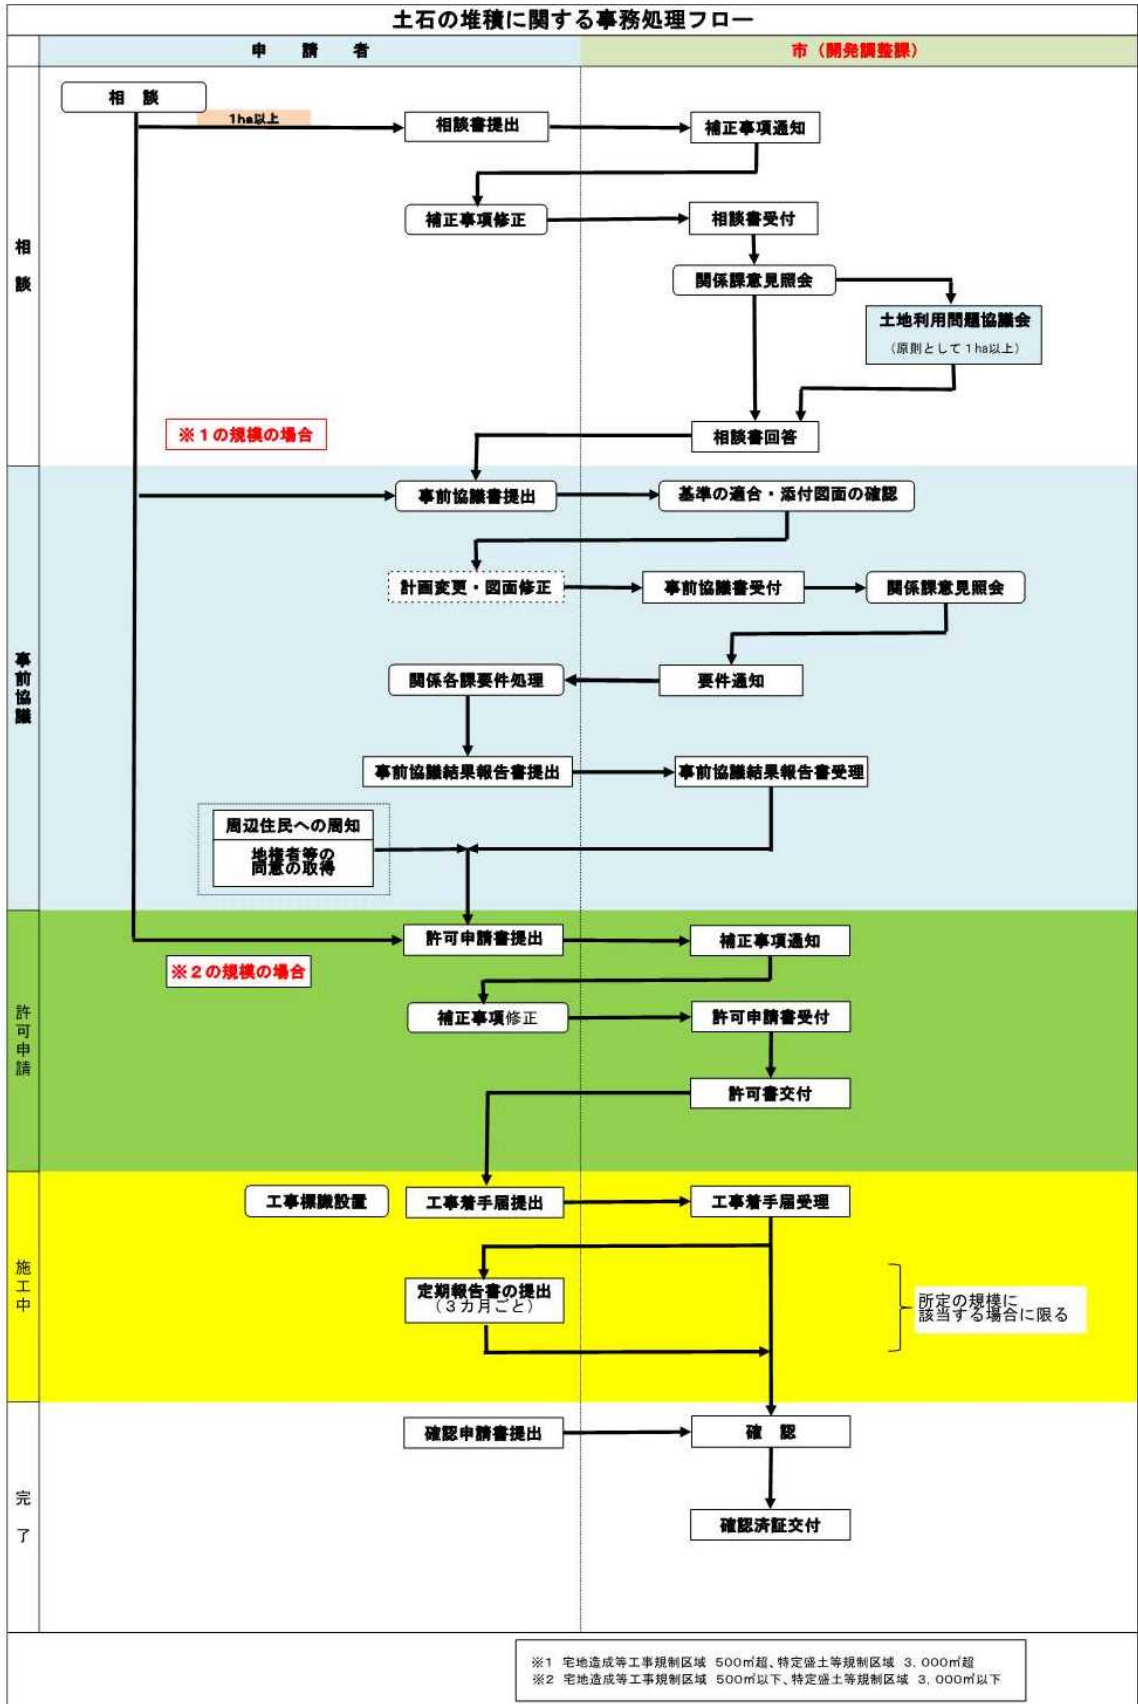 土石の堆積に関する事務処理フロー
申 請 者
市（開発調整課）
相 談
相 談
1ha以上
相談書提出
補正事項通知
補正事項修正
相談書受付
関係課意見照会
土地利用問題協議会
（原則として１ha以上）
※１の規模の場合
相談書回答
事前協議
事前協議書提出
基準の適合・添付図面の確認
計画変更・図面修正
事前協議書受付
関係課意見照会
関係各課要件処理
要件通知
事前協議結果報告書提出
事前協議結果報告書受理
周辺住民への周知
地権者等の
同意の取得
許可申請
許可申請書提出
補正事項通知
※２の規模の場合
補正事項修正
許可申請書受付
許可書交付
施工中
工事標識設置
工事着手届提出
工事着手届受理
定期報告書の提出
（３カ月ごと）
所定の規模に
該当する場合に限る
完 了
確認申請書提出
確 認
確認済証交付
※1 宅地造成等工事規制区域 500㎡超、特定盛土等規制区域 3,000㎡超
※2 宅地造成等工事規制区域 500㎡以下、特定盛土等規制区域 3,000㎡以下